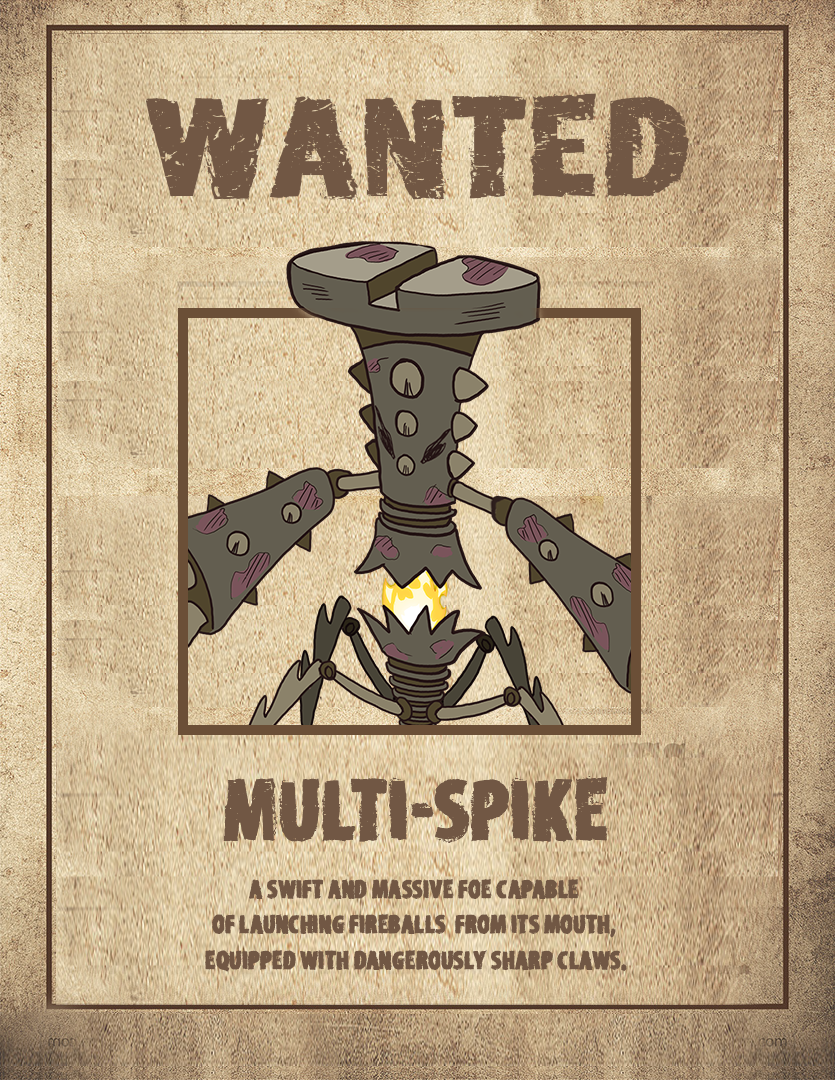 WANTED
MULTI-SPIKE
A SWIFT AND MASSIVE FOE CAPABLE
OF LAUNCHING FIREBALLS FROM ITS MOUTH,
EQUIPPED WITH DANGEROUSLY SHARP CLAWS.